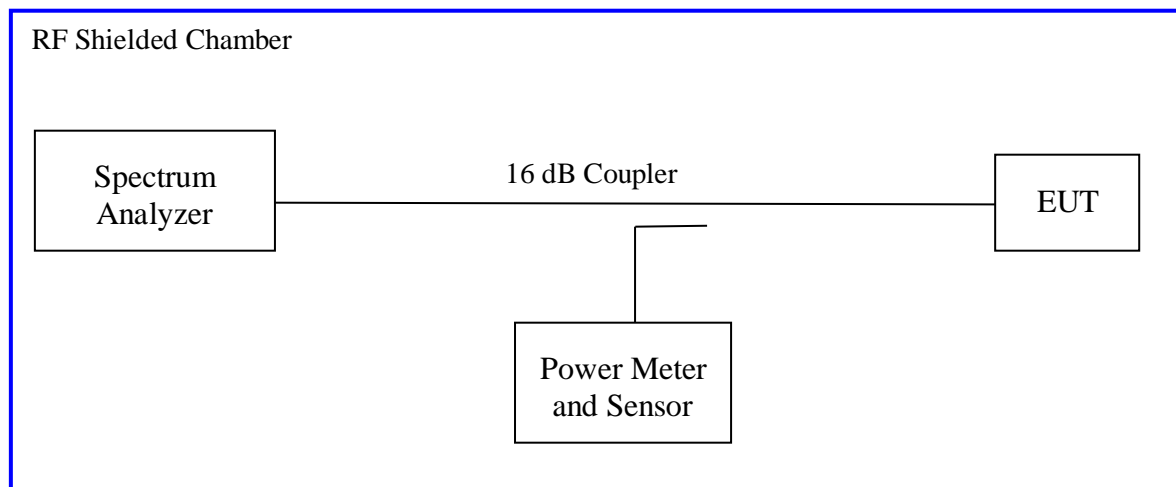 RF Shielded Chamber
Spectrum
Analyzer
16 dB Coupler
EUT
Power Meter
and Sensor